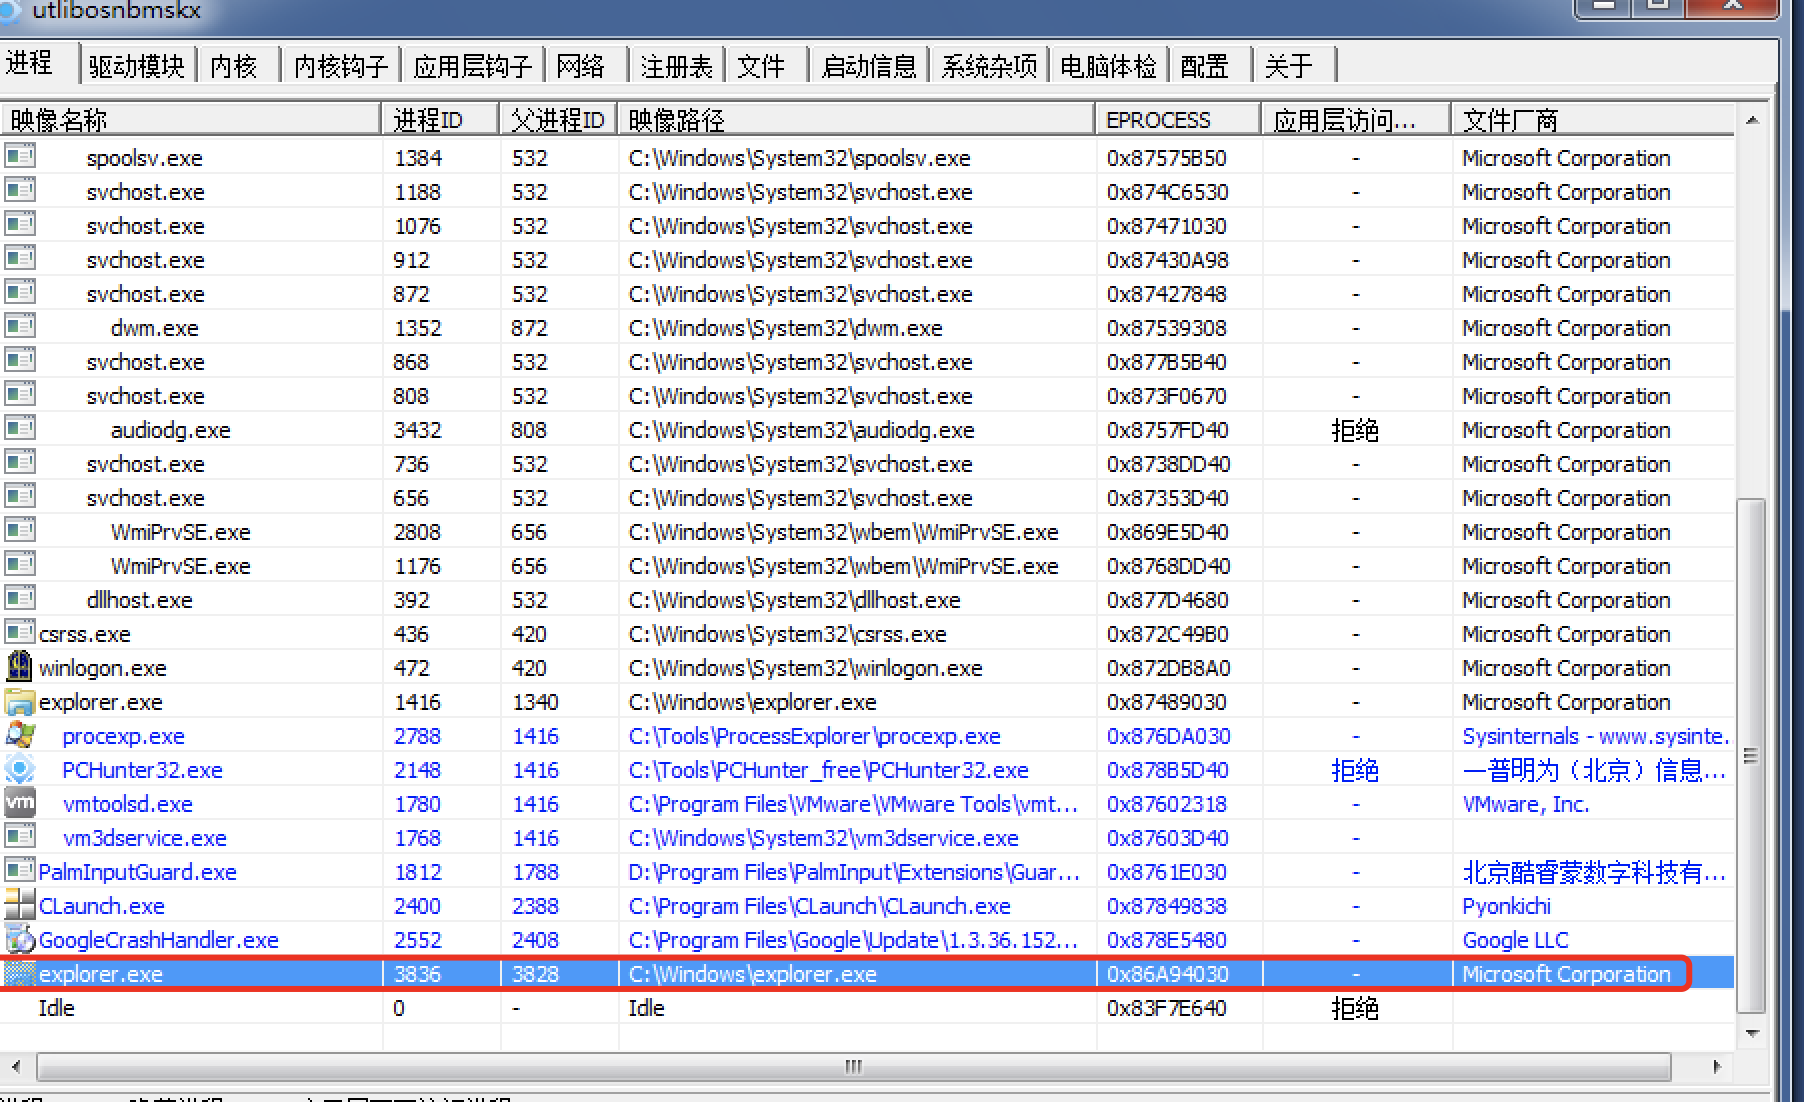 utlibosnbmskx
进程 驱动模块 内核 内核钩子 应用层钩子 网络 注册表 文件 启动信息 系统杂项 电脑体检 配置 关于
映像名称 进程ID 父进程ID 映像路径 EPROCESS 应用层访问... 文件厂商
spoolsv.exe 1384 532 C:\Windows\System32\spoolsv.exe 0x87575B50 - Microsoft Corporation
svchost.exe 1188 532 C:\Windows\System32\svchost.exe 0x874C6530 - Microsoft Corporation
svchost.exe 1076 532 C:\Windows\System32\svchost.exe 0x87471030 - Microsoft Corporation
svchost.exe 912 532 C:\Windows\System32\svchost.exe 0x87430A98 - Microsoft Corporation
svchost.exe 872 532 C:\Windows\System32\svchost.exe 0x87427848 - Microsoft Corporation
dwm.exe 1352 872 C:\Windows\System32\dwm.exe 0x87539308 - Microsoft Corporation
svchost.exe 868 532 C:\Windows\System32\svchost.exe 0x877B5B40 - Microsoft Corporation
svchost.exe 808 532 C:\Windows\System32\svchost.exe 0x873F0670 - Microsoft Corporation
audiodg.exe 3432 808 C:\Windows\System32\audiodg.exe 0x8757FD40 拒绝 Microsoft Corporation
svchost.exe 736 532 C:\Windows\System32\svchost.exe 0x8738DD40 - Microsoft Corporation
svchost.exe 656 532 C:\Windows\System32\svchost.exe 0x87353D40 - Microsoft Corporation
WmiPrvSE.exe 2808 656 C:\Windows\System32\wbem\WmiPrvSE.exe 0x869E5D40 - Microsoft Corporation
WmiPrvSE.exe 1176 656 C:\Windows\System32\wbem\WmiPrvSE.exe 0x8768DD40 - Microsoft Corporation
dllhost.exe 392 532 C:\Windows\System32\dllhost.exe 0x877D4680 - Microsoft Corporation
csrss.exe 436 420 C:\Windows\System32\csrss.exe 0x872C49B0 - Microsoft Corporation
winlogon.exe 472 420 C:\Windows\System32\winlogon.exe 0x872DB8A0 - Microsoft Corporation
explorer.exe 1416 1340 C:\Windows\explorer.exe 0x87489030 - Microsoft Corporation
procexp.exe 2788 1416 C:\Tools\ProcessExplorer\procexp.exe 0x876DA030 - Sysinternals - www.sysinte..
PCHunter32.exe 2148 1416 C:\Tools\PCHunter_free\PCHunter32.exe 0x878B5D40 拒绝 一普明为（北京）信息...
vm vmtoolsd.exe 1780 1416 C:\Program Files\VMware\VMware Tools\vmt... 0x87602318 - VMware, Inc.
vm3dservice.exe 1768 1416 C:\Windows\System32\vm3dservice.exe 0x87603D40 -
PalmInputGuard.exe 1812 1788 D:\Program Files\PalmInput\Extensions\Guar... 0x8761E030 - 北京酷睿蒙数字科技有...
CLaunch.exe 2400 2388 C:\Program Files\CLaunch\CLaunch.exe 0x87849838 - Pyonkichi
GoogleCrashHandler.exe 2552 2408 C:\Program Files\Google\Update\1.3.36.152... 0x878E5480 - Google LLC
explorer.exe 3836 3828 C:\Windows\explorer.exe 0x86A94030 - Microsoft Corporation
Idle 0 - Idle 0x83F7E640 拒绝